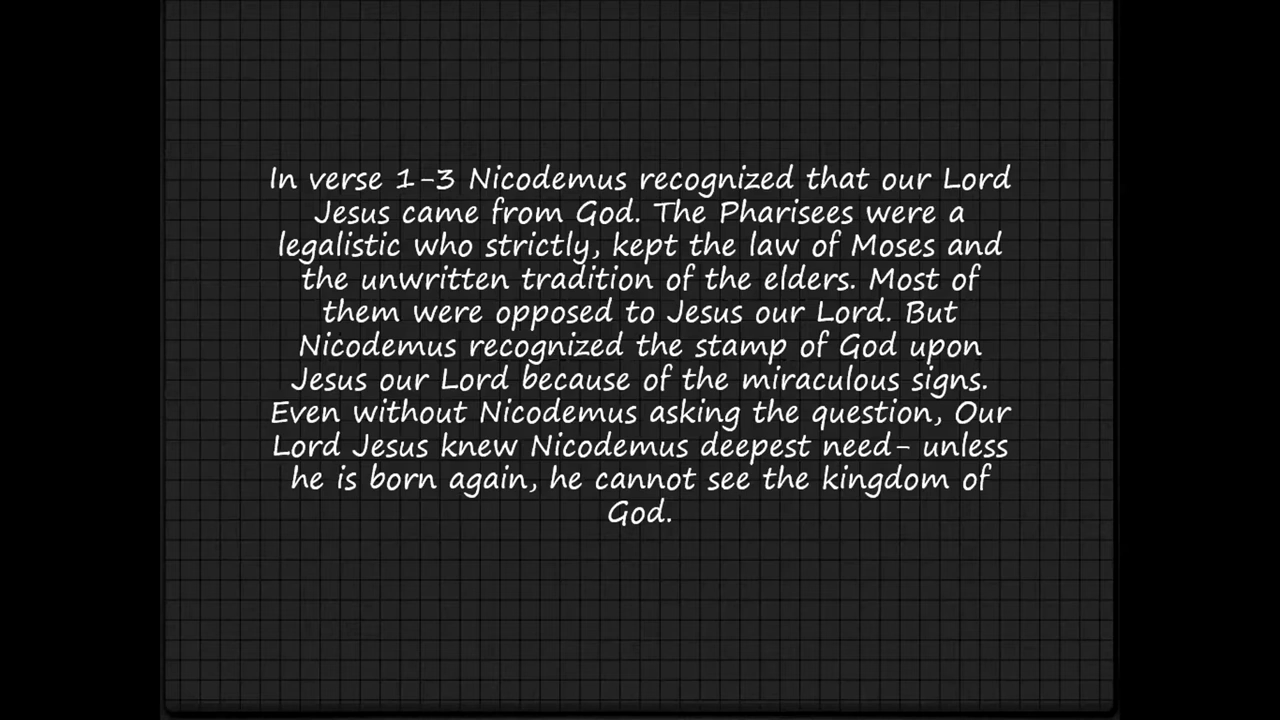 In verse 1-3 Nicodemus recognized that our Lord
Jesus came from God. The Pharisees were a
legalistic who strictly, kept the law of Moses and
the unwritten tradition of the elders. Most of
them were opposed to Jesus our Lord. But
Nicodemus recognized the stamp of God upon
Jesus our Lord because of the miraculous signs.
Even without Nicodemus asking the question, Our
Lord Jesus knew Nicodemus deepest need- unless
he is born again, he cannot see the kingdom of
God.